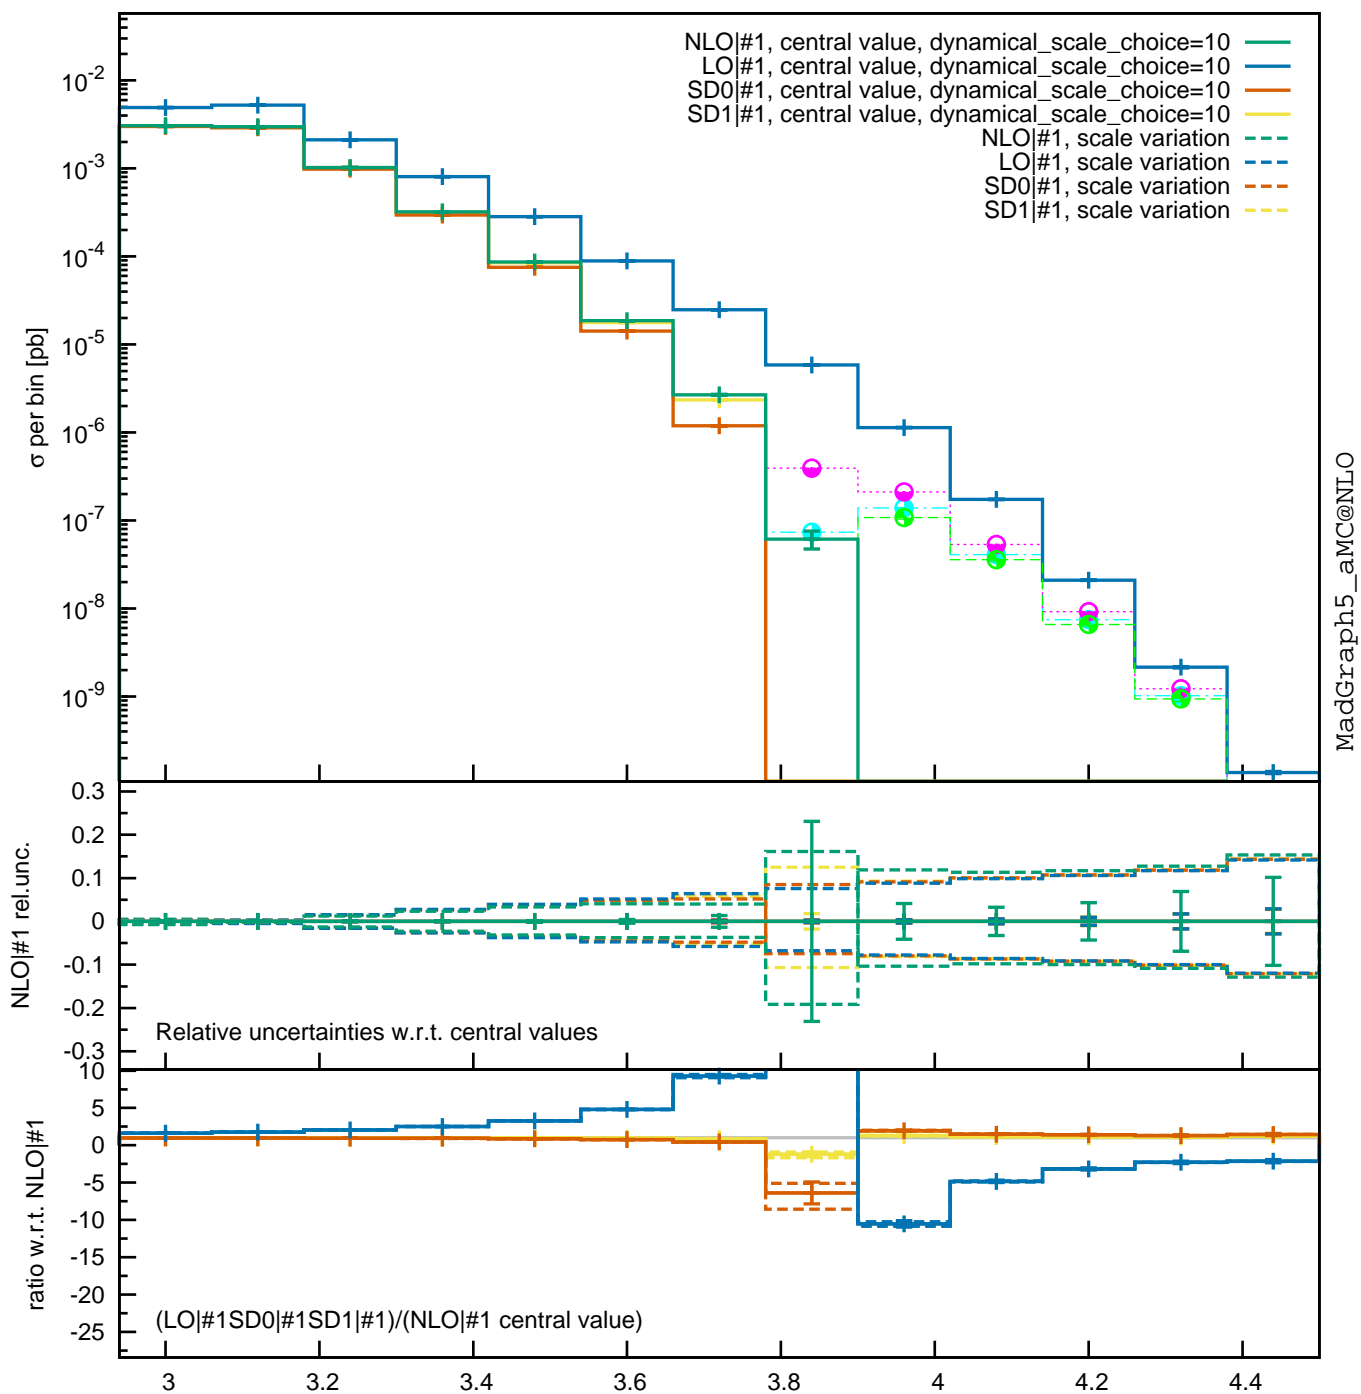 NLO|#1, central value, dynamical_scale_choice=10
LO|#1, central value, dynamical_scale_choice=10
SD0|#1, central value, dynamical_scale_choice=10
SD1|#1, central value, dynamical_scale_choice=10
NLO|#1, scale variation
LO|#1, scale variation
SD0|#1, scale variation
SD1|#1, scale variation
10⁻²
10⁻³
10⁻⁴
10⁻⁵
10⁻⁶
10⁻⁷
10⁻⁸
10⁻⁹
σ per bin [pb]
MadGraph5_aMC@NLO
0.3
0.2
0.1
0
-0.1
-0.2
-0.3
NLO|#1 rel.unc.
Relative uncertainties w.r.t. central values
10
5
0
-5
-10
-15
-20
-25
ratio w.r.t. NLO|#1
(LO|#1SD0|#1SD1|#1)/(NLO|#1 central value)
3 3.2 3.4 3.6 3.8 4 4.2 4.4